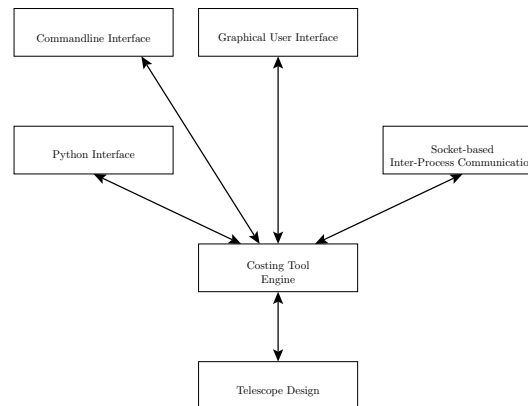 Commandline Interface
Graphical User Interface
Python Interface
Socket-based
Inter-Process Communication
Costing Tool
Engine
Telescope Design